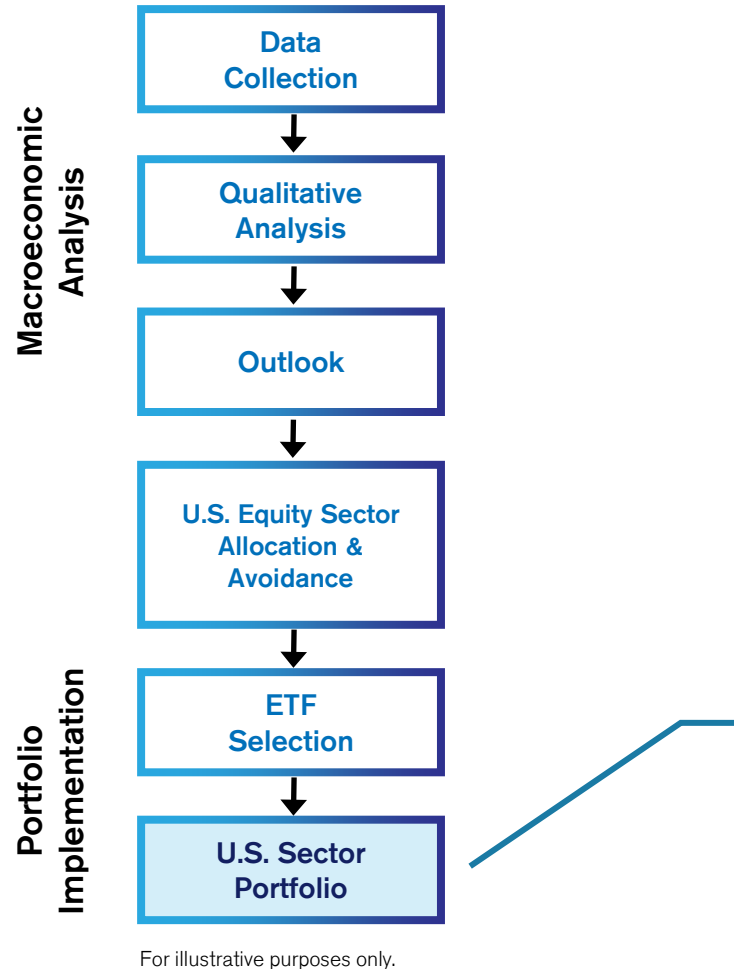 Macroeconomic
Analysis
Data
Collection
Qualitative
Analysis
Outlook
U.S. Equity Sector
Allocation &
Avoidance
Portfolio
Implementation
ETF
Selection
U.S. Sector
Portfolio
For illustrative purposes only.